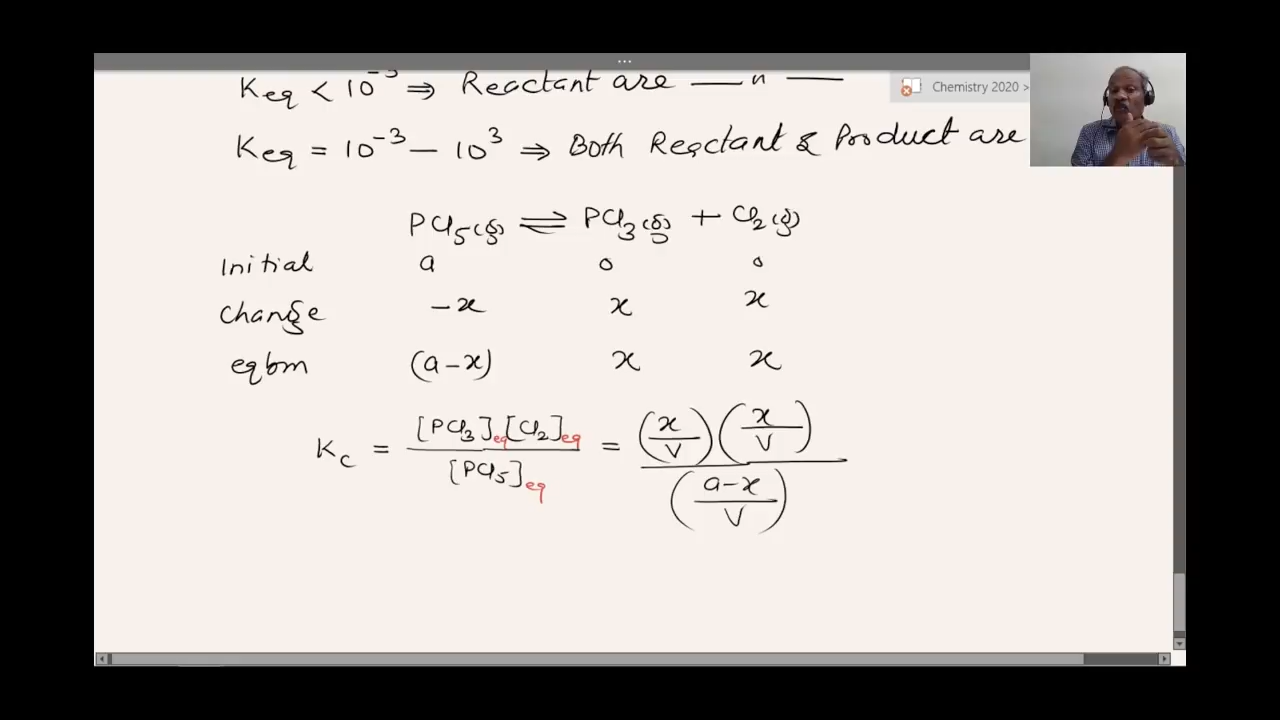 ...
Keq < 10⁻³ ⇒ Reactant are — " —
Chemistry 2020 >
Keq = 10⁻³ — 10³ ⇒ Both Reactant & Product are
PCl₅(g) ⇌ PCl₃(g) + Cl₂(g)
Initial a 0 0
change -x x x
eqbm (a-x) x x
Kc = [PCl₃]eq[Cl₂]eq / [PCl₅]eq = (x/V)(x/V) / ((a-x)/V)